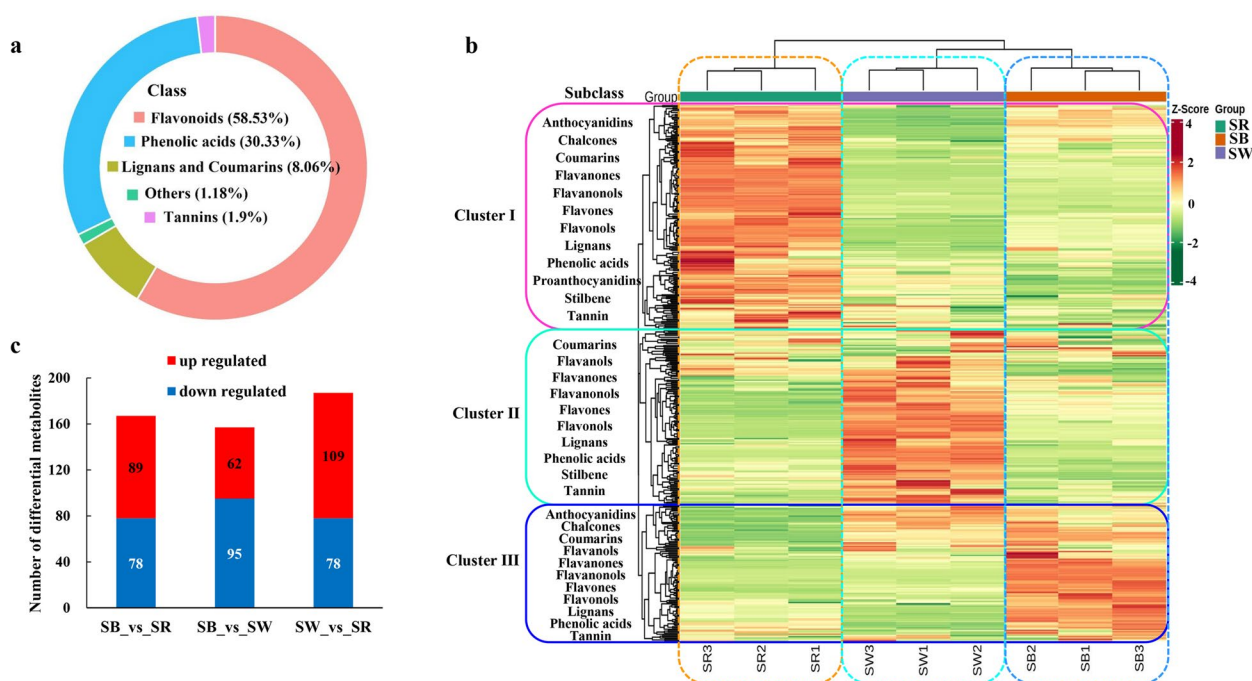 a
Class
Flavonoids (58.53%)
Phenolic acids (30.33%)
Lignans and Coumarins (8.06%)
Others (1.18%)
Tannins (1.9%)
b
Subclass
Group
Z-Score
4
2
0
-2
-4
Group
SR
SB
SW
Cluster I
Anthocyanidins
Chalcones
Coumarins
Flavanones
Flavanonols
Flavones
Flavonols
Lignans
Phenolic acids
Proanthocyanidins
Stilbene
Tannin
Cluster II
Coumarins
Flavanols
Flavanones
Flavanonols
Flavones
Flavonols
Lignans
Phenolic acids
Stilbene
Tannin
Cluster III
Anthocyanidins
Chalcones
Coumarins
Flavanols
Flavanones
Flavanonols
Flavones
Flavonols
Lignans
Phenolic acids
Tannin
SR3
SR2
SR1
SW3
SW1
SW2
SB2
SB1
SB3
c
up regulated
down regulated
Number of differential metabolites
200
160
120
80
40
0
89
78
62
95
109
78
SB_vs_SR
SB_vs_SW
SW_vs_SR